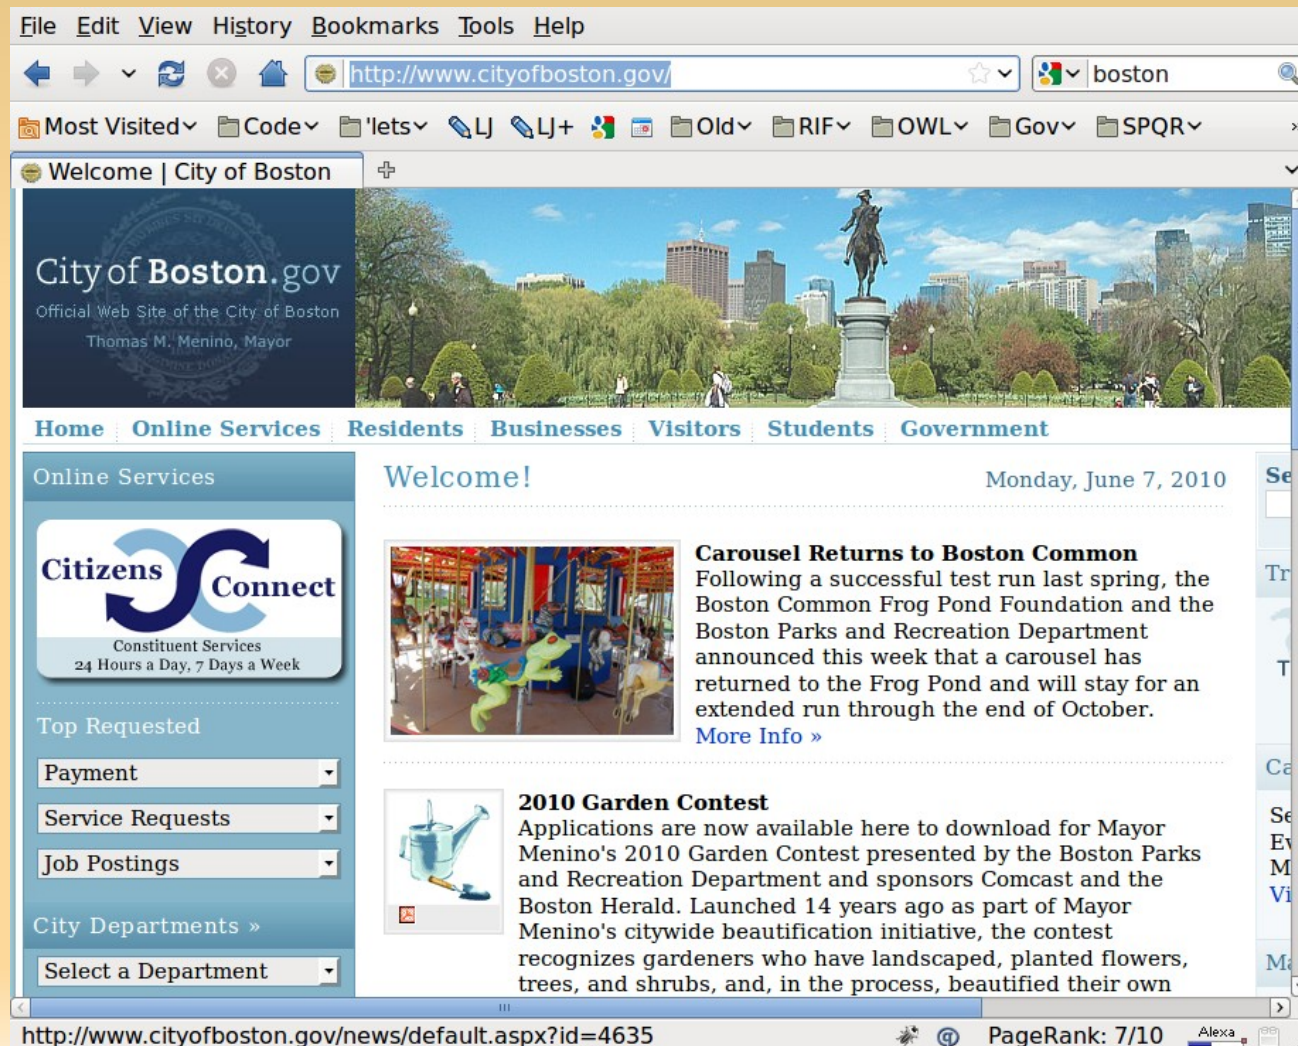 File Edit View History Bookmarks Tools Help
http://www.cityofboston.gov/
boston
Most Visited Code 'lets LJ LJ+ Old RIF OWL Gov SPQR
Welcome | City of Boston
City of Boston.gov
Official Web Site of the City of Boston
Thomas M. Menino, Mayor
Home Online Services Residents Businesses Visitors Students Government
Online Services
Citizens Connect
Constituent Services
24 Hours a Day, 7 Days a Week
Top Requested
Payment
Service Requests
Job Postings
City Departments »
Select a Department
Welcome!
Monday, June 7, 2010
Carousel Returns to Boston Common
Following a successful test run last spring, the
Boston Common Frog Pond Foundation and the
Boston Parks and Recreation Department
announced this week that a carousel has
returned to the Frog Pond and will stay for an
extended run through the end of October.
More Info »
2010 Garden Contest
Applications are now available here to download for Mayor
Menino's 2010 Garden Contest presented by the Boston Parks
and Recreation Department and sponsors Comcast and the
Boston Herald. Launched 14 years ago as part of Mayor
Menino's citywide beautification initiative, the contest
recognizes gardeners who have landscaped, planted flowers,
trees, and shrubs, and, in the process, beautified their own
Se
Tr
T
Ca
Se
Ev
M
Vi
Ma
http://www.cityofboston.gov/news/default.aspx?id=4635
PageRank: 7/10
Alexa